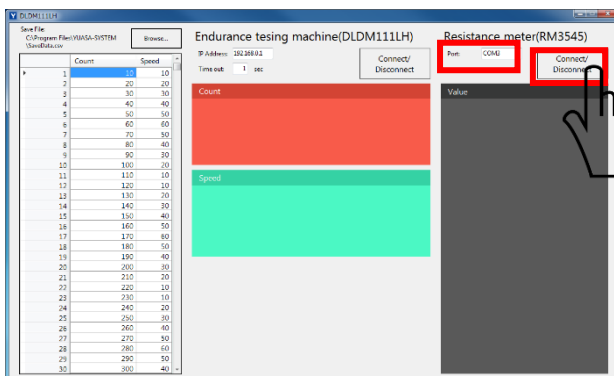 DLDM111LH
Save File:
C:\Program Files\YUASA-SYSTEM
\SaveData.csv
Browse...
Count Speed
1 10 10
2 20 20
3 30 30
4 40 40
5 50 50
6 60 60
7 70 50
8 80 40
9 90 30
10 100 20
11 110 10
12 120 10
13 130 20
14 140 30
15 150 40
16 160 50
17 170 60
18 180 50
19 190 40
20 200 30
21 210 20
22 220 10
23 230 10
24 240 20
25 250 30
26 260 40
27 270 50
28 280 60
29 290 50
30 300 40
Endurance tesing machine(DLDM111LH)
IP Address: 192.168.0.1
Time out: 1 sec
Connect/
Disconnect
Count
Speed
Resistance meter(RM3545)
Port: COM3
Connect/
Disconnect
Value